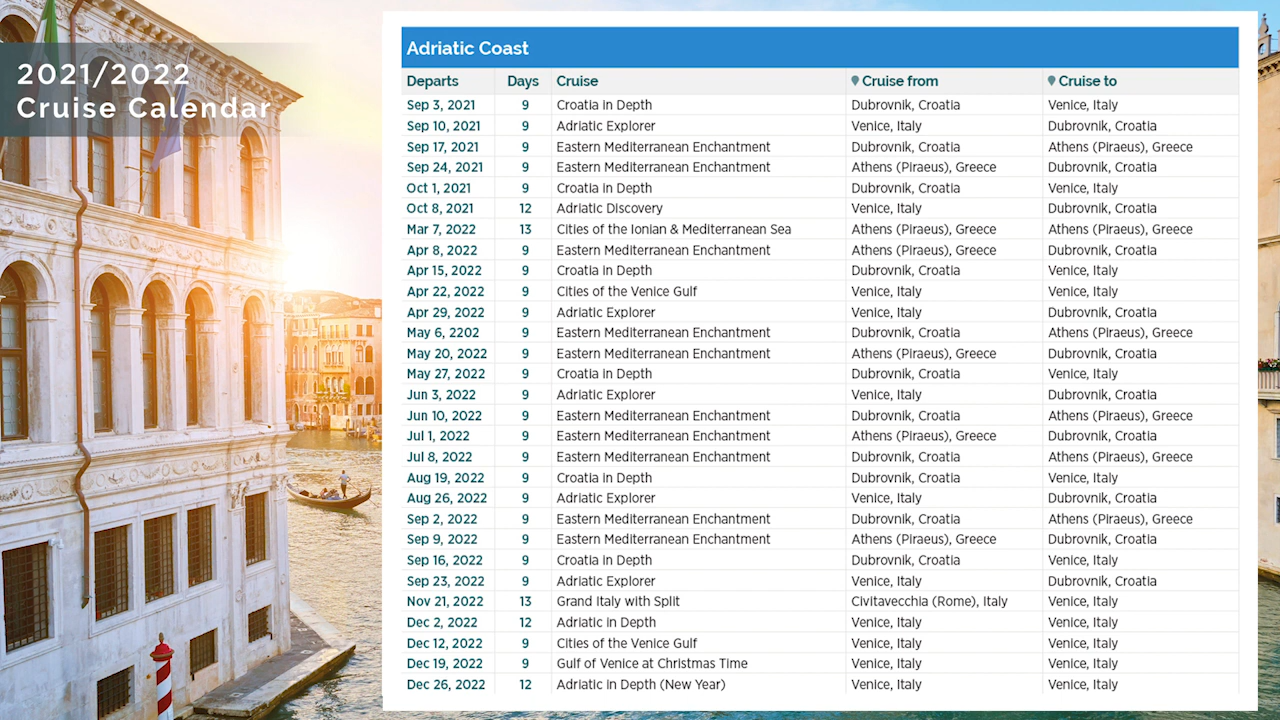 2021/2022
Cruise Calendar
Adriatic Coast
Departs Days Cruise Cruise from Cruise to
Sep 3, 2021 9 Croatia in Depth Dubrovnik, Croatia Venice, Italy
Sep 10, 2021 9 Adriatic Explorer Venice, Italy Dubrovnik, Croatia
Sep 17, 2021 9 Eastern Mediterranean Enchantment Dubrovnik, Croatia Athens (Piraeus), Greece
Sep 24, 2021 9 Eastern Mediterranean Enchantment Athens (Piraeus), Greece Dubrovnik, Croatia
Oct 1, 2021 9 Croatia in Depth Dubrovnik, Croatia Venice, Italy
Oct 8, 2021 12 Adriatic Discovery Venice, Italy Dubrovnik, Croatia
Mar 7, 2022 13 Cities of the Ionian & Mediterranean Sea Athens (Piraeus), Greece Athens (Piraeus), Greece
Apr 8, 2022 9 Eastern Mediterranean Enchantment Athens (Piraeus), Greece Dubrovnik, Croatia
Apr 15, 2022 9 Croatia in Depth Dubrovnik, Croatia Venice, Italy
Apr 22, 2022 9 Cities of the Venice Gulf Venice, Italy Venice, Italy
Apr 29, 2022 9 Adriatic Explorer Venice, Italy Dubrovnik, Croatia
May 6, 2202 9 Eastern Mediterranean Enchantment Dubrovnik, Croatia Athens (Piraeus), Greece
May 20, 2022 9 Eastern Mediterranean Enchantment Athens (Piraeus), Greece Dubrovnik, Croatia
May 27, 2022 9 Croatia in Depth Dubrovnik, Croatia Venice, Italy
Jun 3, 2022 9 Adriatic Explorer Venice, Italy Dubrovnik, Croatia
Jun 10, 2022 9 Eastern Mediterranean Enchantment Dubrovnik, Croatia Athens (Piraeus), Greece
Jul 1, 2022 9 Eastern Mediterranean Enchantment Athens (Piraeus), Greece Dubrovnik, Croatia
Jul 8, 2022 9 Eastern Mediterranean Enchantment Dubrovnik, Croatia Athens (Piraeus), Greece
Aug 19, 2022 9 Croatia in Depth Dubrovnik, Croatia Venice, Italy
Aug 26, 2022 9 Adriatic Explorer Venice, Italy Dubrovnik, Croatia
Sep 2, 2022 9 Eastern Mediterranean Enchantment Dubrovnik, Croatia Athens (Piraeus), Greece
Sep 9, 2022 9 Eastern Mediterranean Enchantment Athens (Piraeus), Greece Dubrovnik, Croatia
Sep 16, 2022 9 Croatia in Depth Dubrovnik, Croatia Venice, Italy
Sep 23, 2022 9 Adriatic Explorer Venice, Italy Dubrovnik, Croatia
Nov 21, 2022 13 Grand Italy with Split Civitavecchia (Rome), Italy Venice, Italy
Dec 2, 2022 12 Adriatic in Depth Venice, Italy Venice, Italy
Dec 12, 2022 9 Cities of the Venice Gulf Venice, Italy Venice, Italy
Dec 19, 2022 9 Gulf of Venice at Christmas Time Venice, Italy Venice, Italy
Dec 26, 2022 12 Adriatic in Depth (New Year) Venice, Italy Venice, Italy